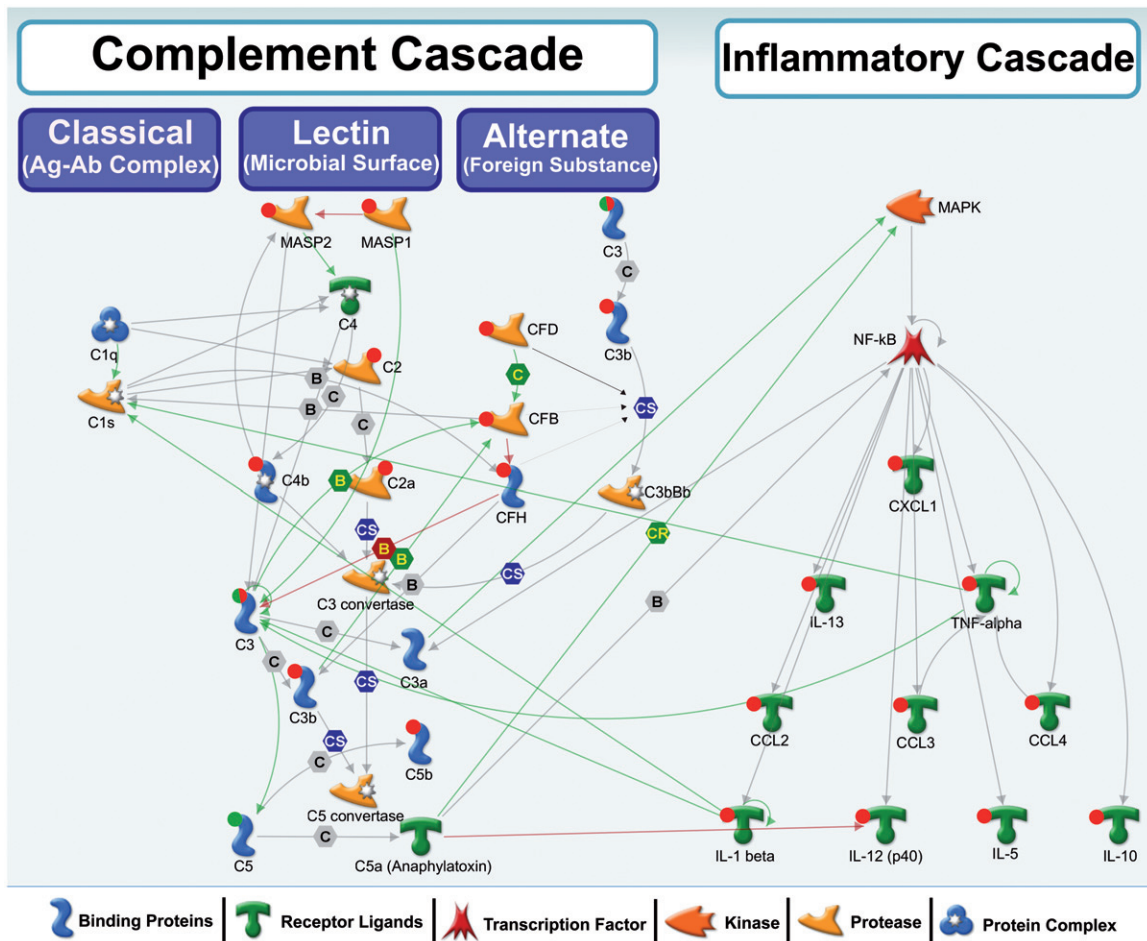 Complement Cascade
Inflammatory Cascade
Classical
(Ag-Ab Complex)
Lectin
(Microbial Surface)
Alternate
(Foreign Substance)
MASP2
MASP1
C3
MAPK
C
C4
C3b
CFD
NF-kB
C1q
C2
B
C
C
CS
B
C1s
C
CFB
C4b
B
C2a
CFH
C3bBb
CXCL1
CS
CR
B
B
CS
B
C3 convertase
B
IL-13
TNF-alpha
C3
C
C3a
C
CS
C3b
CCL2
CCL3
CCL4
CS
C
C5b
C5 convertase
C5
C
C5a (Anaphylatoxin)
IL-1 beta
IL-12 (p40)
IL-5
IL-10
Binding Proteins
Receptor Ligands
Transcription Factor
Kinase
Protease
Protein Complex